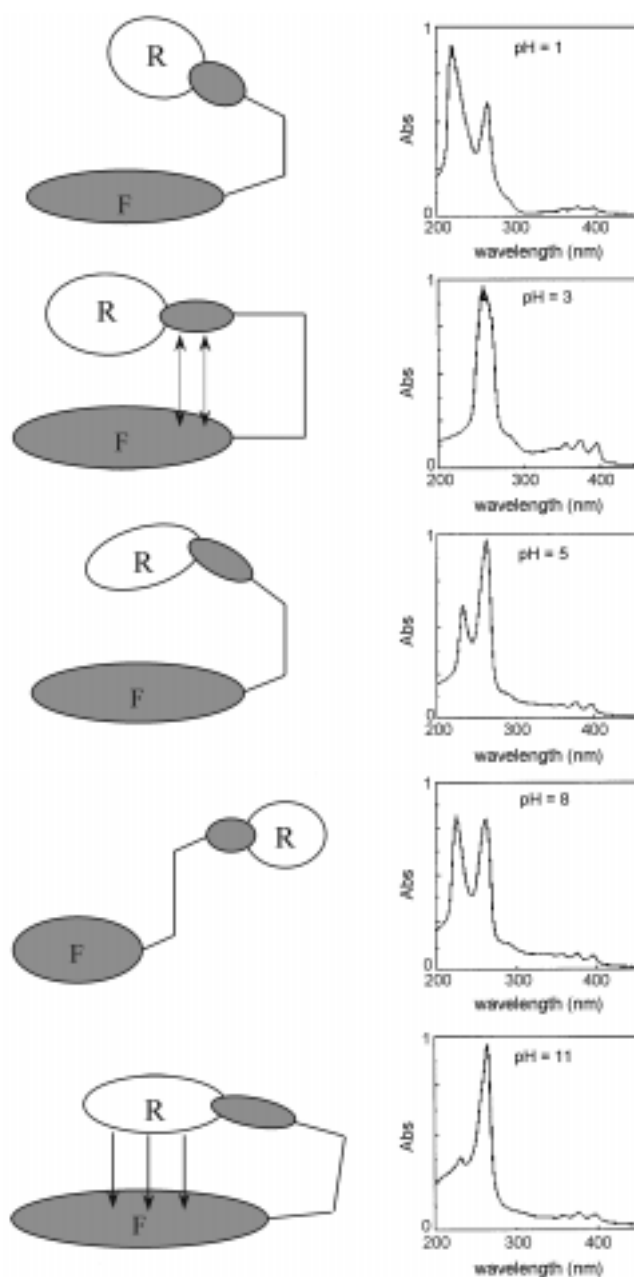 R
F
1
pH = 1
Abs
0
200 300 400
wavelength (nm)
R
F
1
pH = 3
Abs
0
200 300 400
wavelength (nm)
R
F
1
pH = 5
Abs
0
200 300 400
wavelength (nm)
R
F
1
pH = 8
Abs
0
200 300 400
wavelength (nm)
R
F
1
pH = 11
Abs
0
200 300 400
wavelength (nm)